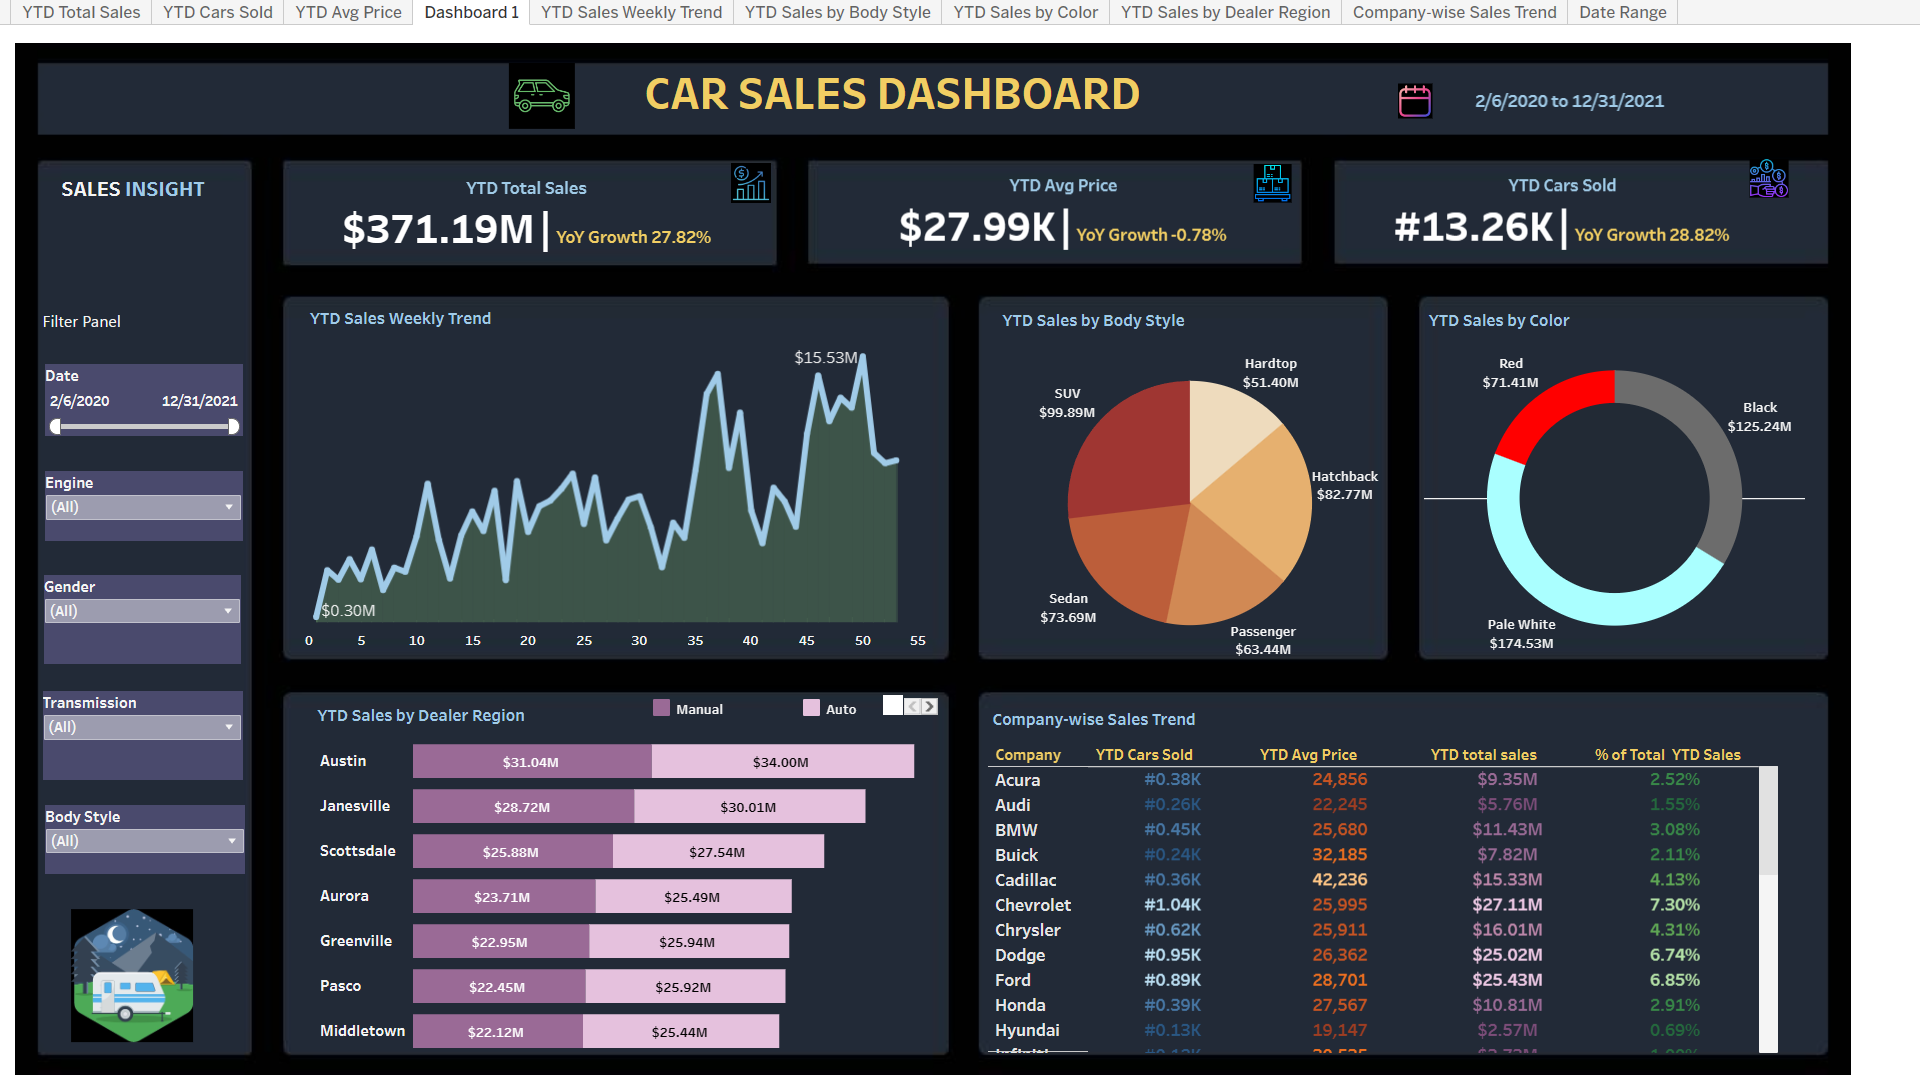 YTD Total Sales YTD Cars Sold YTD Avg Price Dashboard 1 YTD Sales Weekly Trend YTD Sales by Body Style YTD Sales by Color YTD Sales by Dealer Region Company-wise Sales Trend Date Range
CAR SALES DASHBOARD
2/6/2020 to 12/31/2021
SALES INSIGHT
Filter Panel
Date
2/6/2020 12/31/2021
Engine
(All)
Gender
(All)
Transmission
(All)
Body Style
(All)
YTD Total Sales
$371.19M| YoY Growth 27.82%
YTD Avg Price
$27.99K| YoY Growth -0.78%
YTD Cars Sold
#13.26K| YoY Growth 28.82%
YTD Sales Weekly Trend
$15.53M
$0.30M
0 5 10 15 20 25 30 35 40 45 50 55
YTD Sales by Body Style
Hardtop
$51.40M
SUV
$99.89M
Hatchback
$82.77M
Sedan
$73.69M
Passenger
$63.44M
YTD Sales by Color
Red
$71.41M
Black
$125.24M
Pale White
$174.53M
YTD Sales by Dealer Region
Manual Auto
Austin $31.04M $34.00M
Janesville $28.72M $30.01M
Scottsdale $25.88M $27.54M
Aurora $23.71M $25.49M
Greenville $22.95M $25.94M
Pasco $22.45M $25.92M
Middletown $22.12M $25.44M
Company-wise Sales Trend
Company YTD Cars Sold YTD Avg Price YTD total sales % of Total YTD Sales
Acura #0.38K 24,856 $9.35M 2.52%
Audi #0.26K 22,245 $5.76M 1.55%
BMW #0.45K 25,680 $11.43M 3.08%
Buick #0.24K 32,185 $7.82M 2.11%
Cadillac #0.36K 42,236 $15.33M 4.13%
Chevrolet #1.04K 25,995 $27.11M 7.30%
Chrysler #0.62K 25,911 $16.01M 4.31%
Dodge #0.95K 26,362 $25.02M 6.74%
Ford #0.89K 28,701 $25.43M 6.85%
Honda #0.39K 27,567 $10.81M 2.91%
Hyundai #0.13K 19,147 $2.57M 0.69%